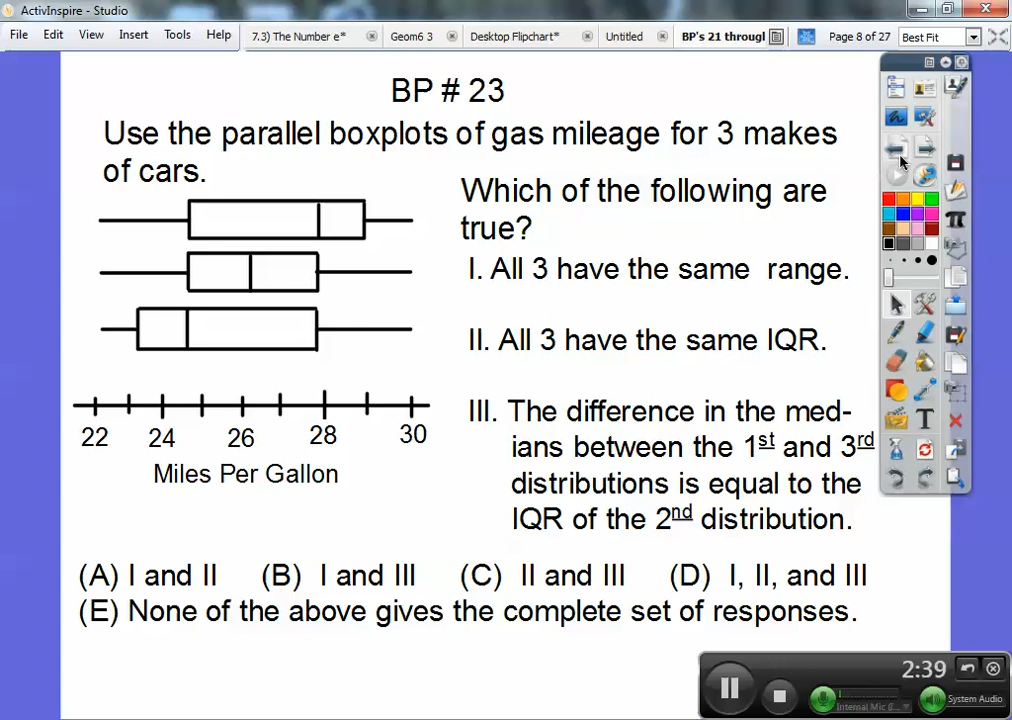 ActivInspire - Studio
File Edit View Insert Tools Help 7.3) The Number e* Geom6 3 Desktop Flipchart* Untitled BP's 21 througl Page 8 of 27 Best Fit
BP # 23
Use the parallel boxplots of gas mileage for 3 makes
of cars.
Which of the following are
true?
I. All 3 have the same range.
II. All 3 have the same IQR.
III. The difference in the med-
ians between the 1st and 3rd
distributions is equal to the
IQR of the 2nd distribution.
22 24 26 28 30
Miles Per Gallon
(A) I and II (B) I and III (C) II and III (D) I, II, and III
(E) None of the above gives the complete set of responses.
2:39
Internal Mic (I...
System Audio